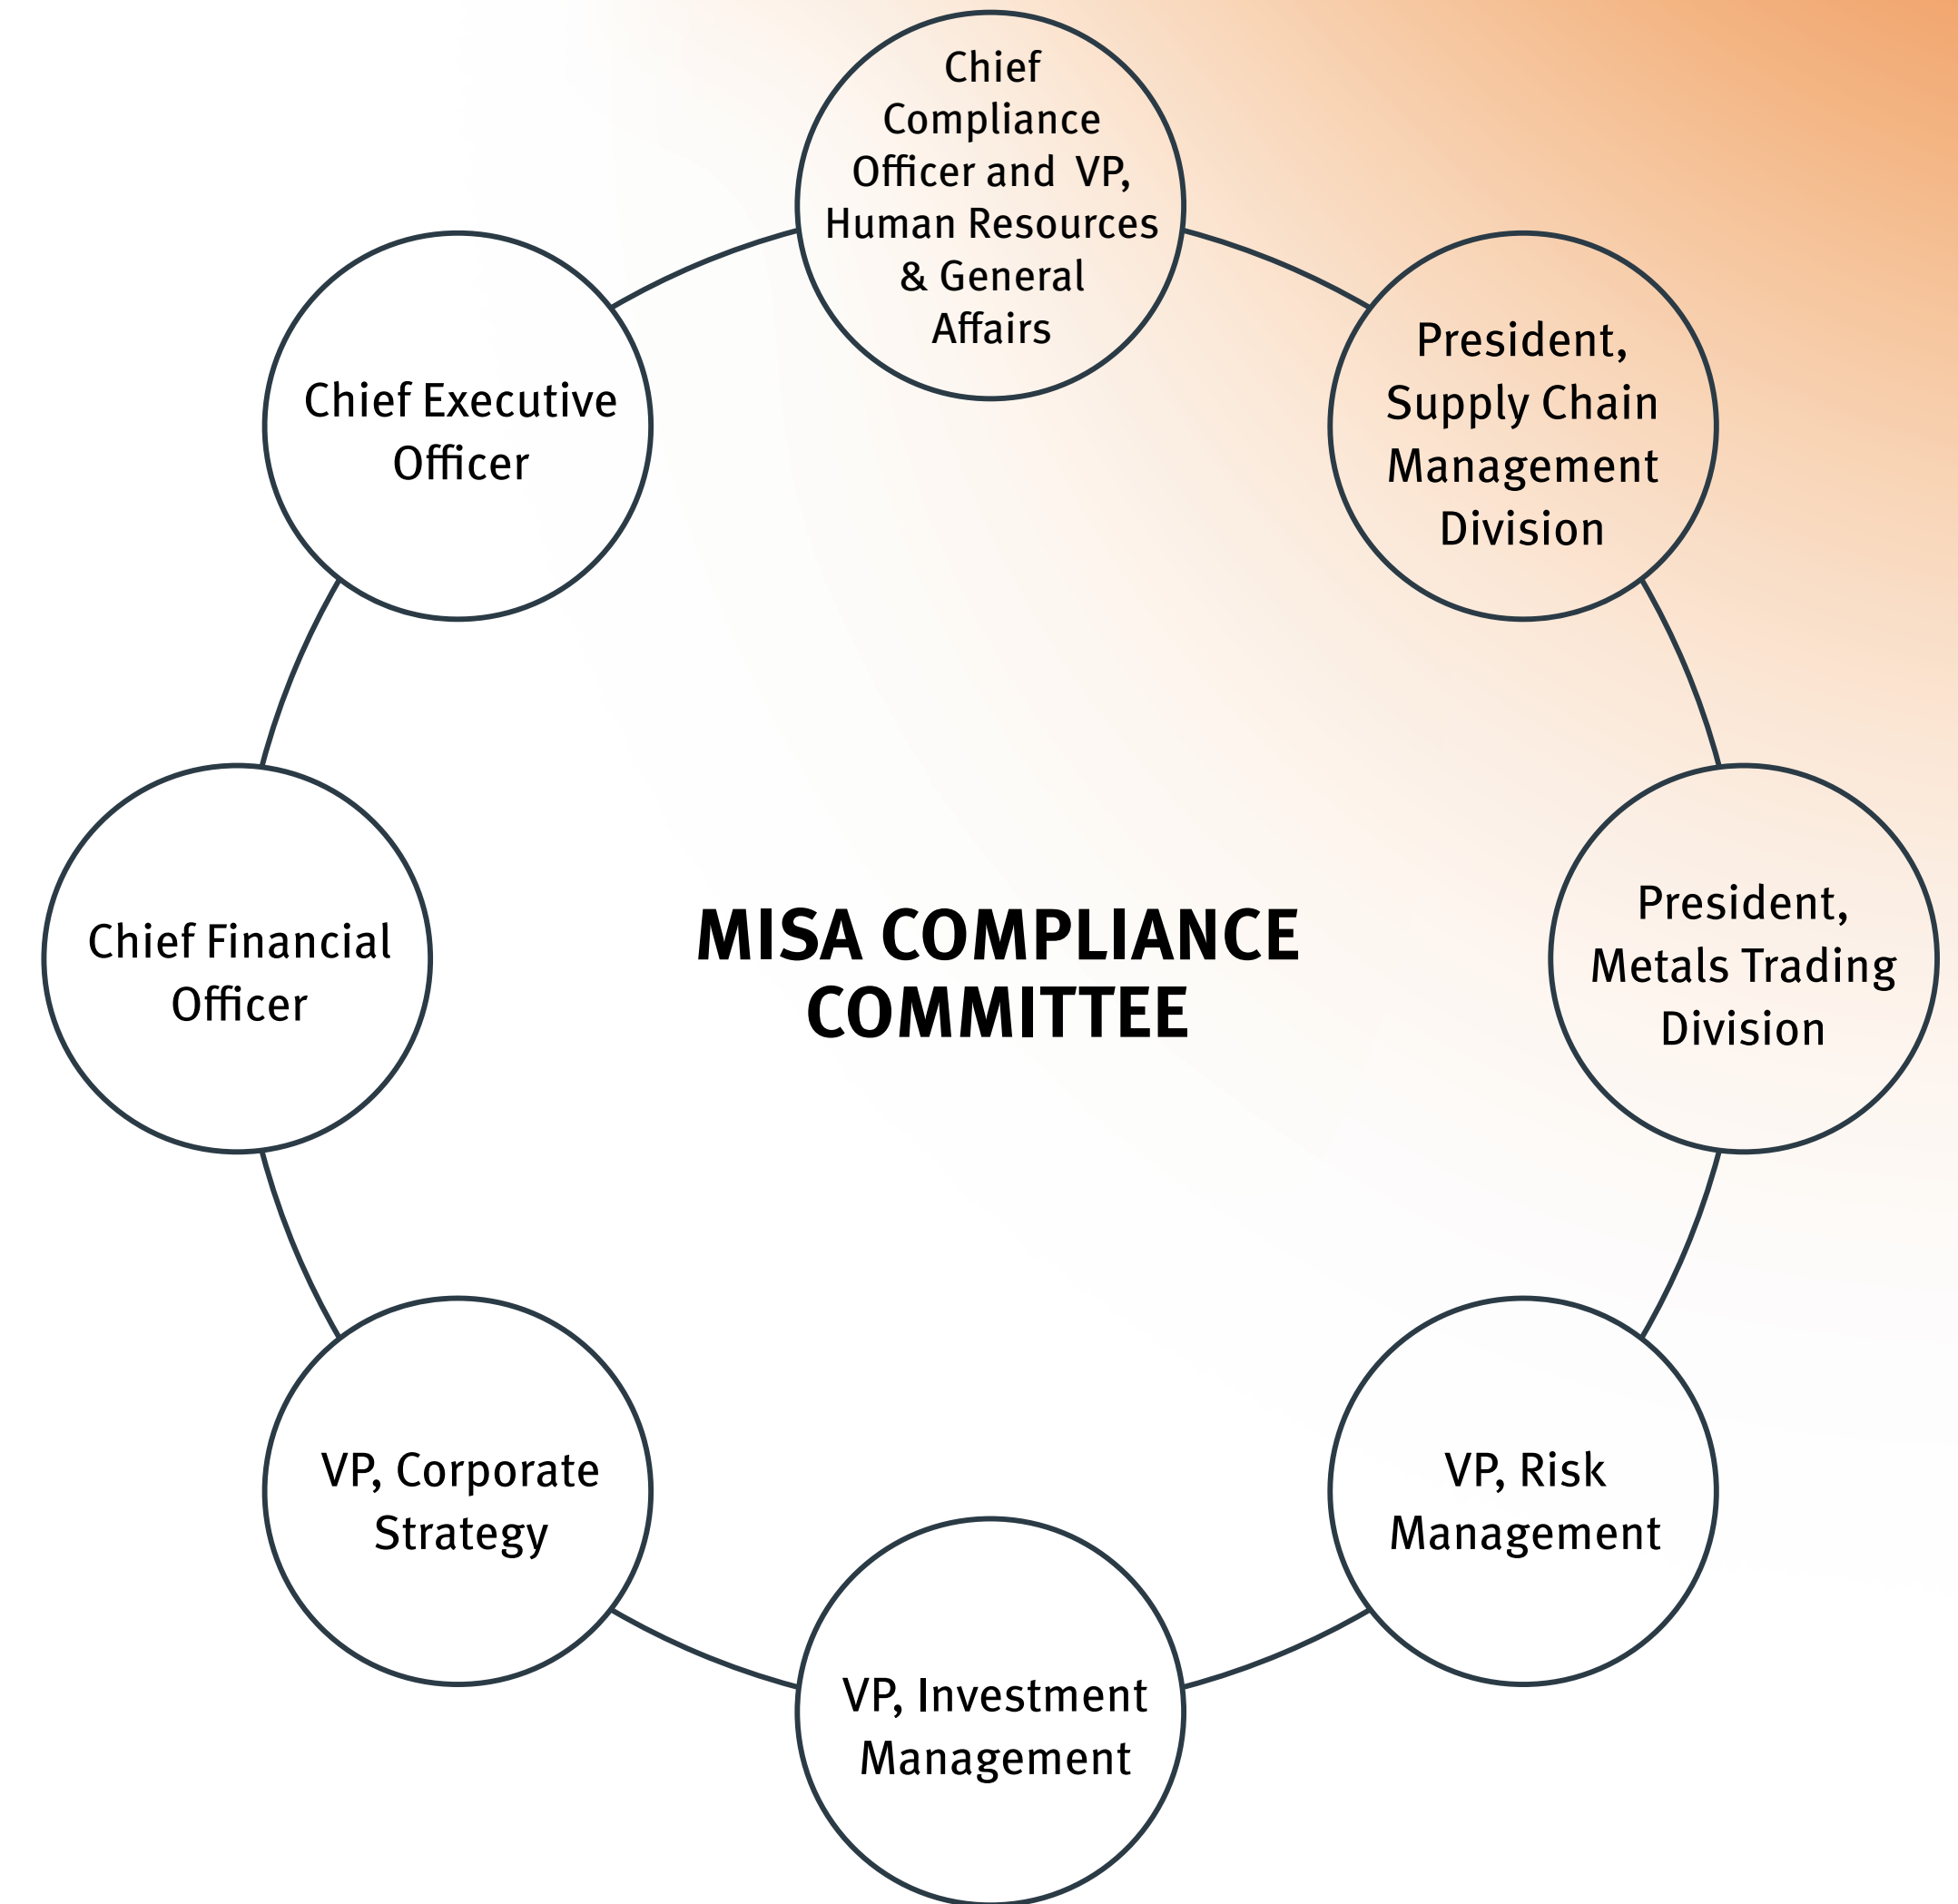 Chief
Compliance
Officer and  VP,
Human Resources
& General
Affairs
President,
Supply Chain
Management
Division
President,
Metals Trading
Division
VP, Risk
Management
VP, Investment
Management
VP, Corporate
Strategy
Chief Financial
Officer
Chief Executive
Officer
MISA COMPLIANCE
COMMITTEE